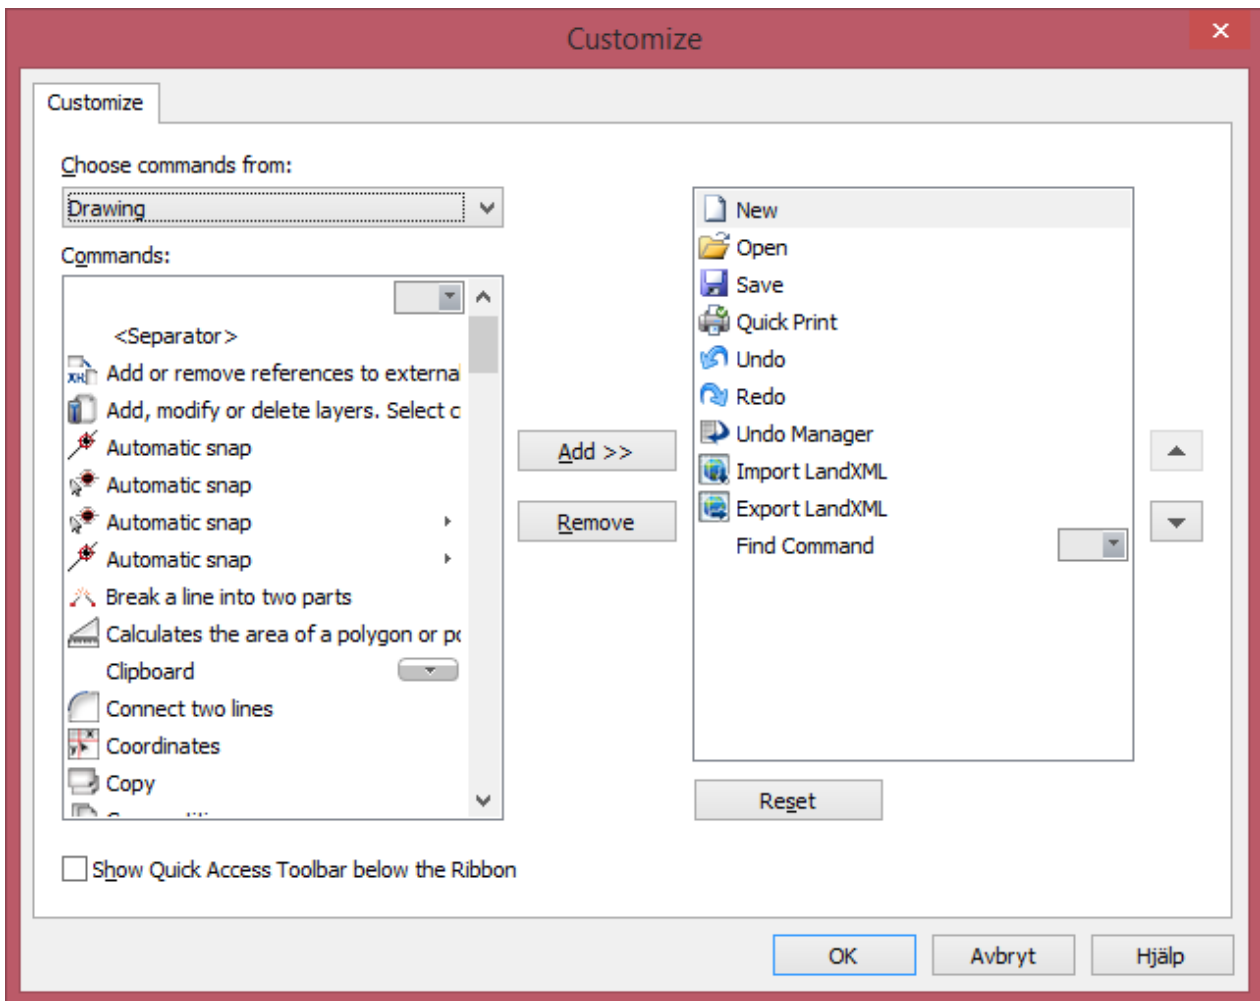 Customize
Customize
Choose commands from:
Drawing
Commands:
<Separator>
Add or remove references to externa
Add, modify or delete layers. Select c
Automatic snap
Automatic snap
Automatic snap
Automatic snap
Break a line into two parts
Calculates the area of a polygon or po
Clipboard
Connect two lines
Coordinates
Copy
Add >>
Remove
New
Open
Save
Quick Print
Undo
Redo
Undo Manager
Import LandXML
Export LandXML
Find Command
Reset
Show Quick Access Toolbar below the Ribbon
OK
Avbryt
Hjälp